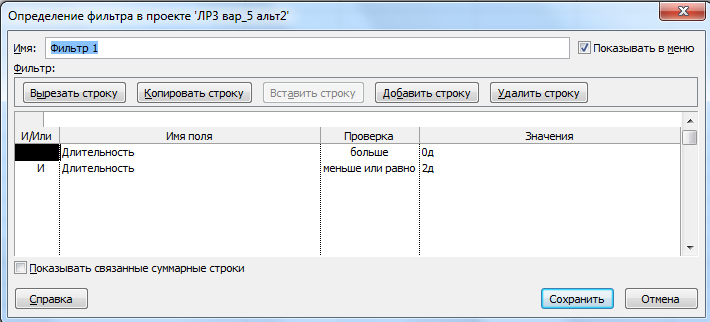 Определение фильтра в проекте 'ЛР3 вар_5 альт2'
Имя: Фильтр 1 Показывать в меню
Фильтр:
Вырезать строку Копировать строку Вставить строку Добавить строку Удалить строку
И/Или Имя поля Проверка Значения
Длительность больше 0д
И Длительность меньше или равно 2д
Показывать связанные суммарные строки
Справка Сохранить Отмена